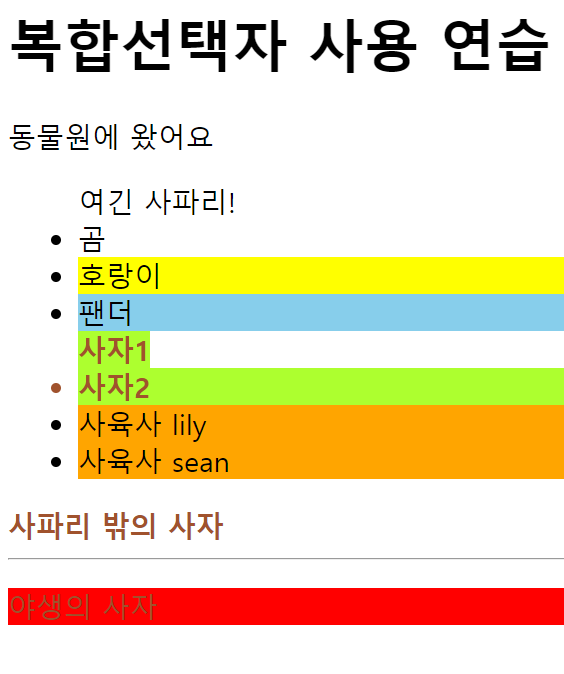 복합선택자 사용 연습
동물원에 왔어요
여긴 사파리!
곰
호랑이
팬더
사자1
사자2
사육사 lily
사육사 sean
사파리 밖의 사자
야생의 사자